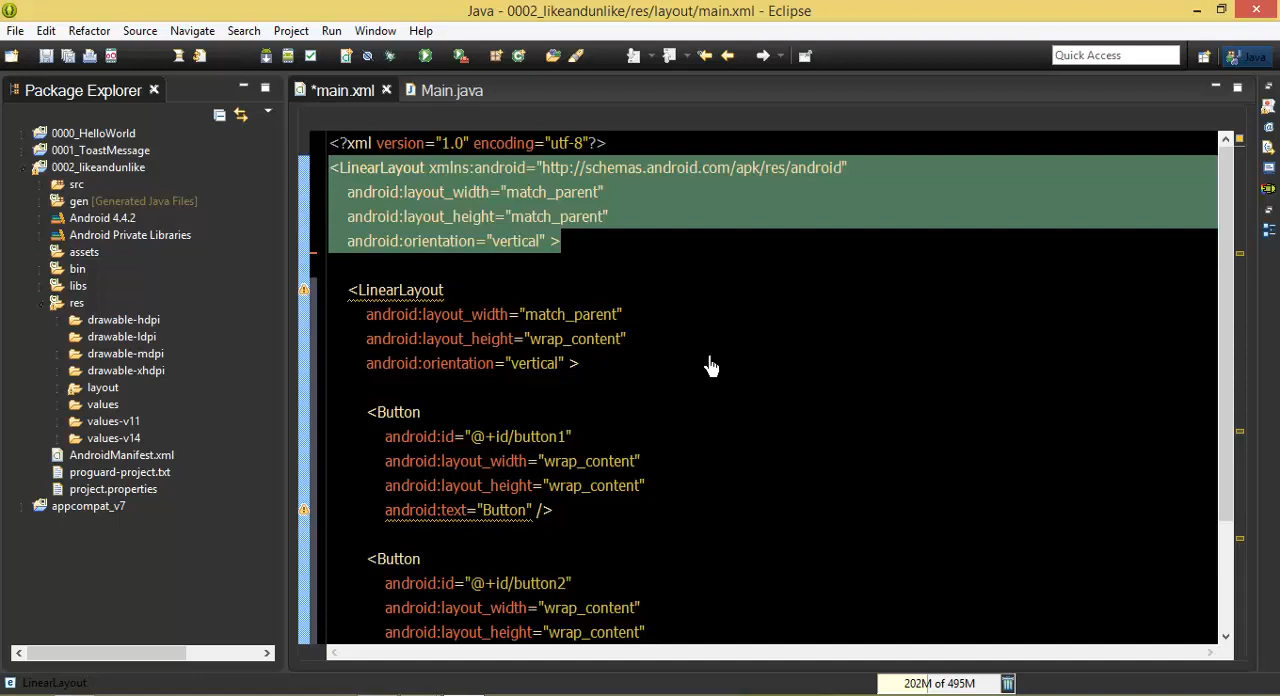 Java - 0002_likeandunlike/res/layout/main.xml - Eclipse
File Edit Refactor Source Navigate Search Project Run Window Help
Quick Access
Java
Package Explorer
*main.xml
Main.java
0000_HelloWorld
0001_ToastMessage
0002_likeandunlike
src
gen [Generated Java Files]
Android 4.4.2
Android Private Libraries
assets
bin
libs
res
drawable-hdpi
drawable-ldpi
drawable-mdpi
drawable-xhdpi
layout
values
values-v11
values-v14
AndroidManifest.xml
proguard-project.txt
project.properties
appcompat_v7
<?xml version="1.0" encoding="utf-8"?>
<LinearLayout xmlns:android="http://schemas.android.com/apk/res/android"
android:layout_width="match_parent"
android:layout_height="match_parent"
android:orientation="vertical" >
<LinearLayout
android:layout_width="match_parent"
android:layout_height="wrap_content"
android:orientation="vertical" >
<Button
android:id="@+id/button1"
android:layout_width="wrap_content"
android:layout_height="wrap_content"
android:text="Button" />
<Button
android:id="@+id/button2"
android:layout_width="wrap_content"
android:layout_height="wrap_content"
LinearLayout
202M of 495M